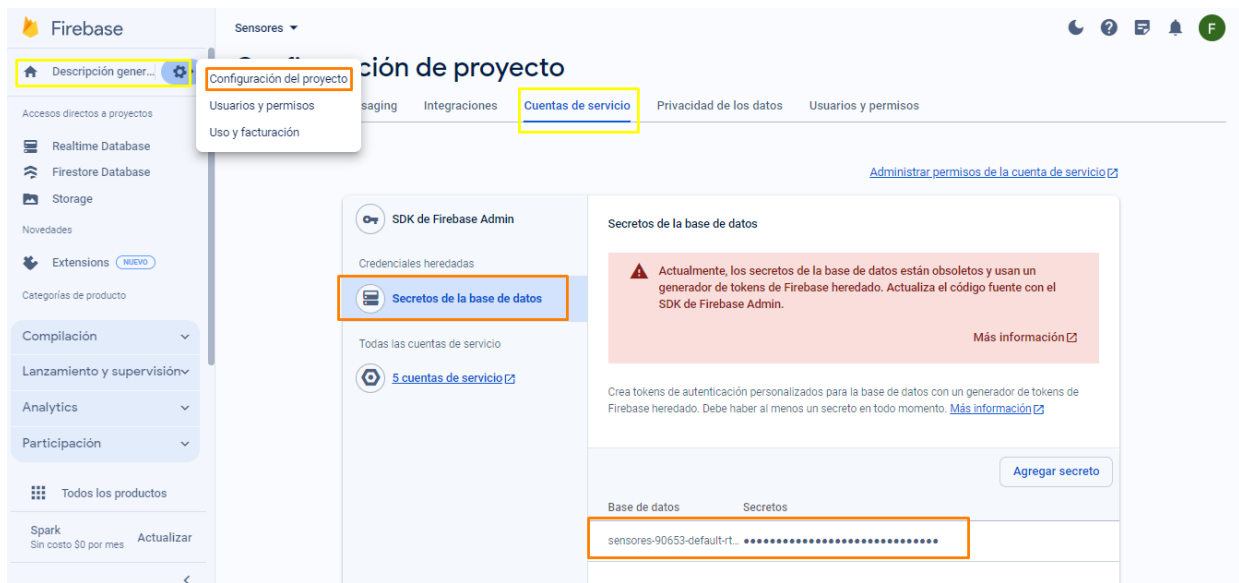 Firebase
Descripción gener...
Accesos directos a proyectos
Realtime Database
Firestore Database
Storage
Novedades
Extensions NUEVO
Categorías de producto
Compilación
Lanzamiento y supervisión
Analytics
Participación
Todos los productos
Spark
Sin costo $0 por mes
Actualizar
Configuración del proyecto
Usuarios y permisos
Uso y facturación
Sensores
F
ción de proyecto
saging Integraciones Cuentas de servicio Privacidad de los datos Usuarios y permisos
Administrar permisos de la cuenta de servicio
SDK de Firebase Admin
Credenciales heredadas
Secretos de la base de datos
Todas las cuentas de servicio
5 cuentas de servicio
Secretos de la base de datos
Actualmente, los secretos de la base de datos están obsoletos y usan un
generador de tokens de Firebase heredado. Actualiza el código fuente con el
SDK de Firebase Admin.
Más información
Crea tokens de autenticación personalizados para la base de datos con un generador de tokens de
Firebase heredado. Debe haber al menos un secreto en todo momento. Más información
Agregar secreto
Base de datos Secretos
sensores-90653-default-rt... ••••••••••••••••••••••••••••••